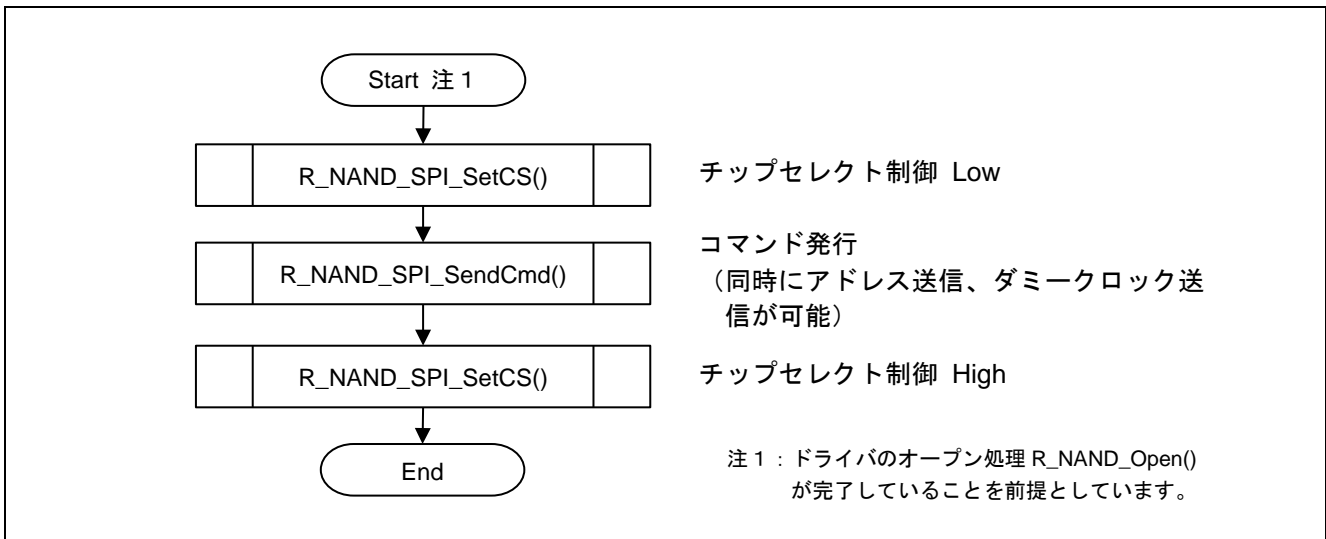 Start 注１
R_NAND_SPI_SetCS()
チップセレクト制御 Low
R_NAND_SPI_SendCmd()
コマンド発行
（同時にアドレス送信、ダミークロック送
信が可能）
R_NAND_SPI_SetCS()
チップセレクト制御 High
End
注１：ドライバのオープン処理 R_NAND_Open()
が完了していることを前提としています。